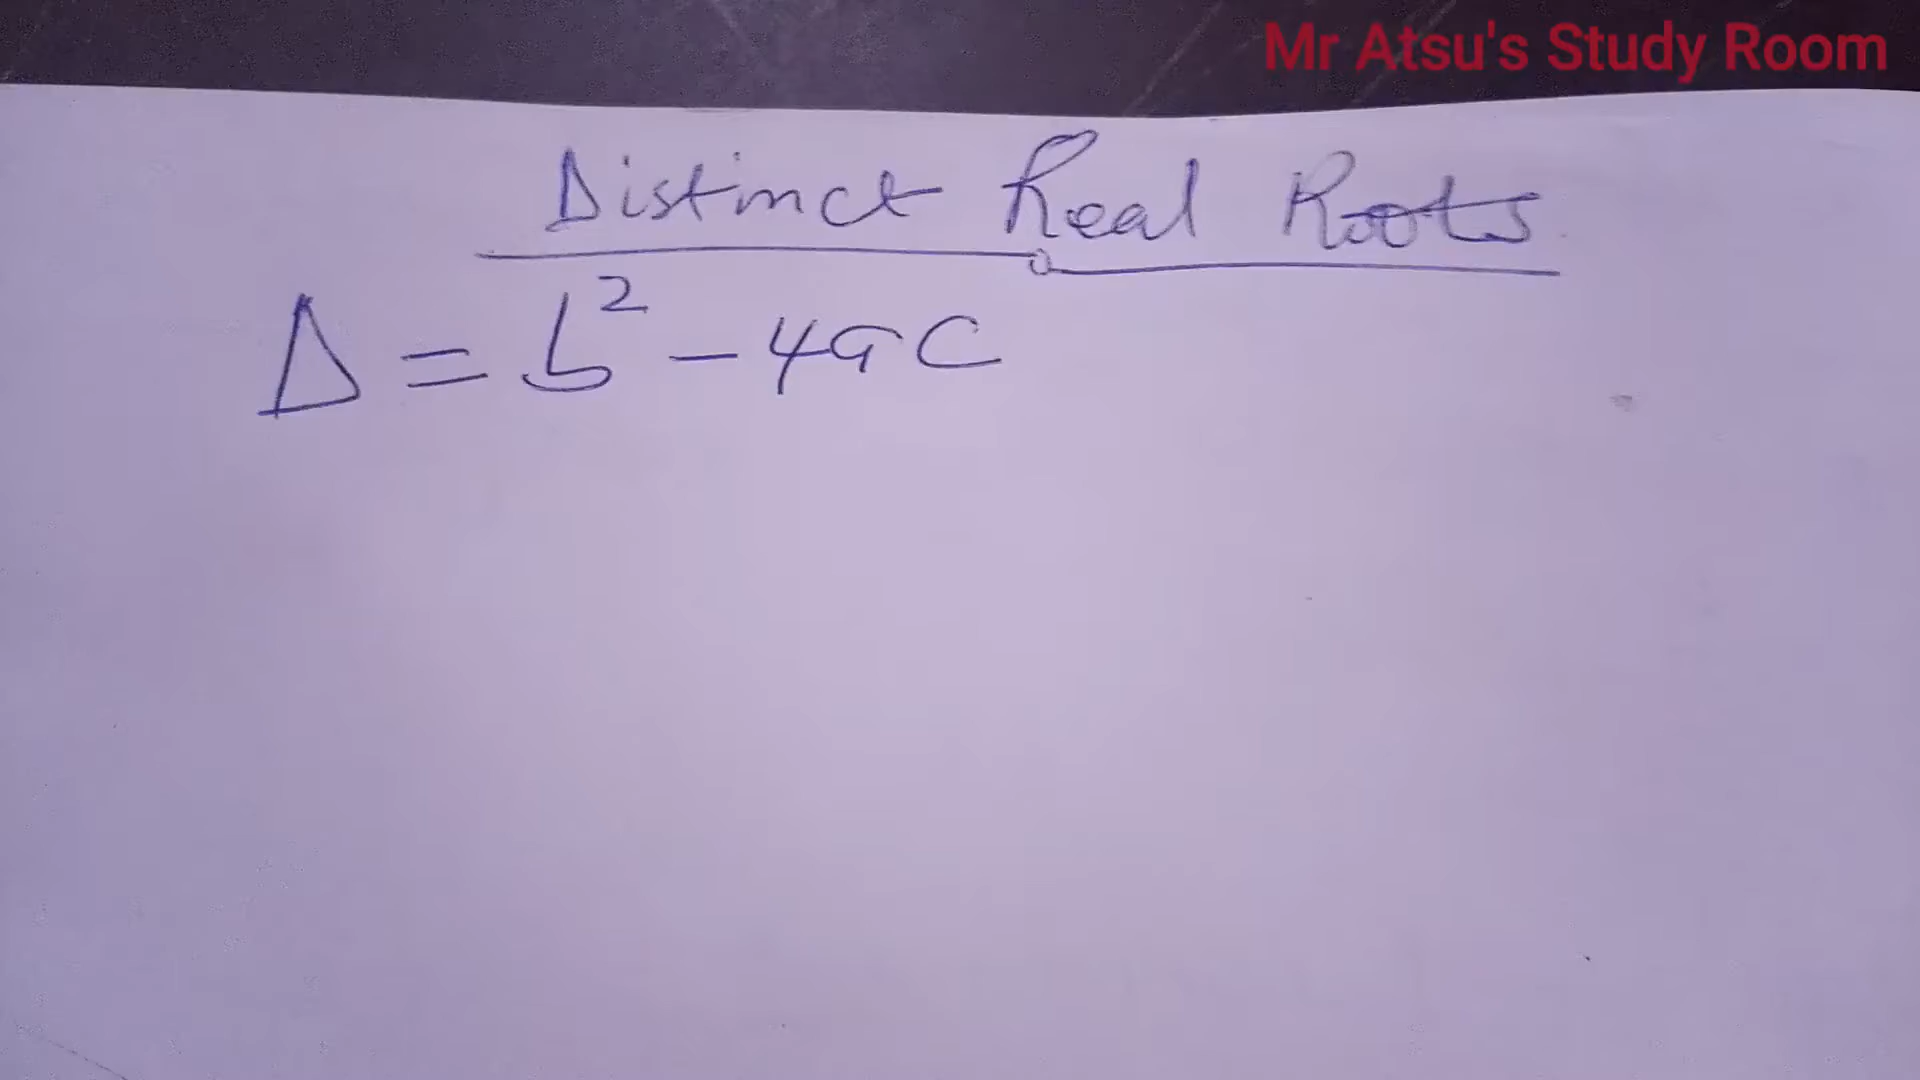 Mr Atsu's Study Room
Distinct Real Roots
Δ = b² - 4ac